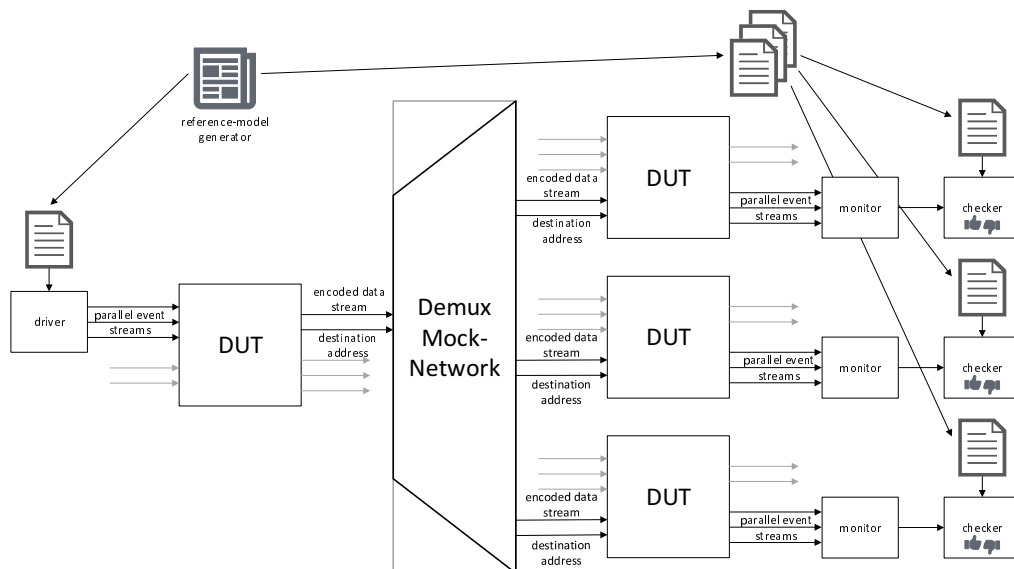 reference-model
generator
driver
parallel event
streams
DUT
encoded data
stream
destination
address
Demux
Mock-
Network
encoded data
stream
destination
address
DUT
parallel event
streams
monitor
checker
encoded data
stream
destination
address
DUT
parallel event
streams
monitor
checker
encoded data
stream
destination
address
DUT
parallel event
streams
monitor
checker